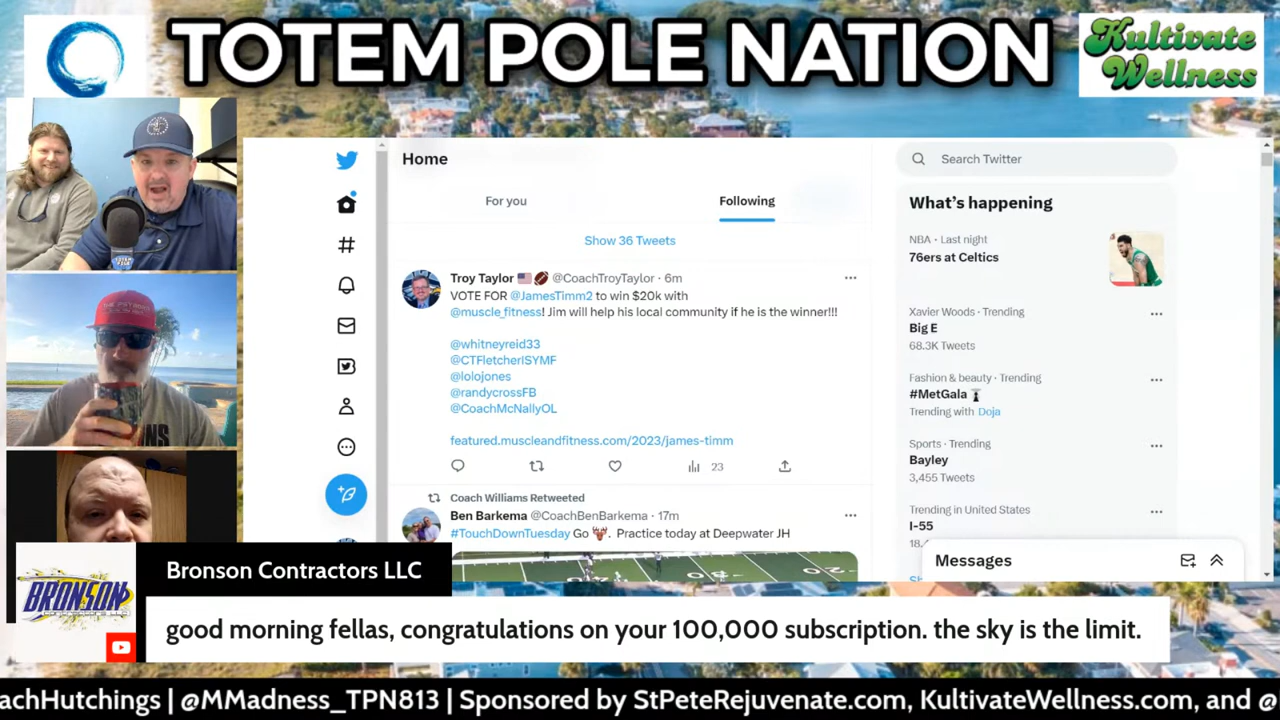 TOTEM POLE NATION
Kultivate
Wellness
Home
For you
Following
Show 36 Tweets
Troy Taylor 🇺🇸🏈 @CoachTroyTaylor · 6m
VOTE FOR @JamesTimm2 to win $20k with
@muscle_fitness! Jim will help his local community if he is the winner!!!
@whitneyreid33
@CTFletcherISYMF
@lolojones
@randycrossFB
@CoachMcNallyOL
featured.muscleandfitness.com/2023/james-timm
23
Coach Williams Retweeted
Ben Barkema @CoachBenBarkema · 17m
#TouchDownTuesday Go 🦞. Practice today at Deepwater JH
Search Twitter
What's happening
NBA · Last night
76ers at Celtics
Xavier Woods · Trending
Big E
68.3K Tweets
Fashion & beauty · Trending
#MetGala
Trending with Doja
Sports · Trending
Bayley
3,455 Tweets
Trending in United States
I-55
18.
Messages
BRONSON
CONTRACTORS LLC
Bronson Contractors LLC
good morning fellas, congratulations on your 100,000 subscription. the sky is the limit.
achHutchings | @MMadness_TPN813 | Sponsored by StPeteRejuvenate.com, KultivateWellness.com, and @